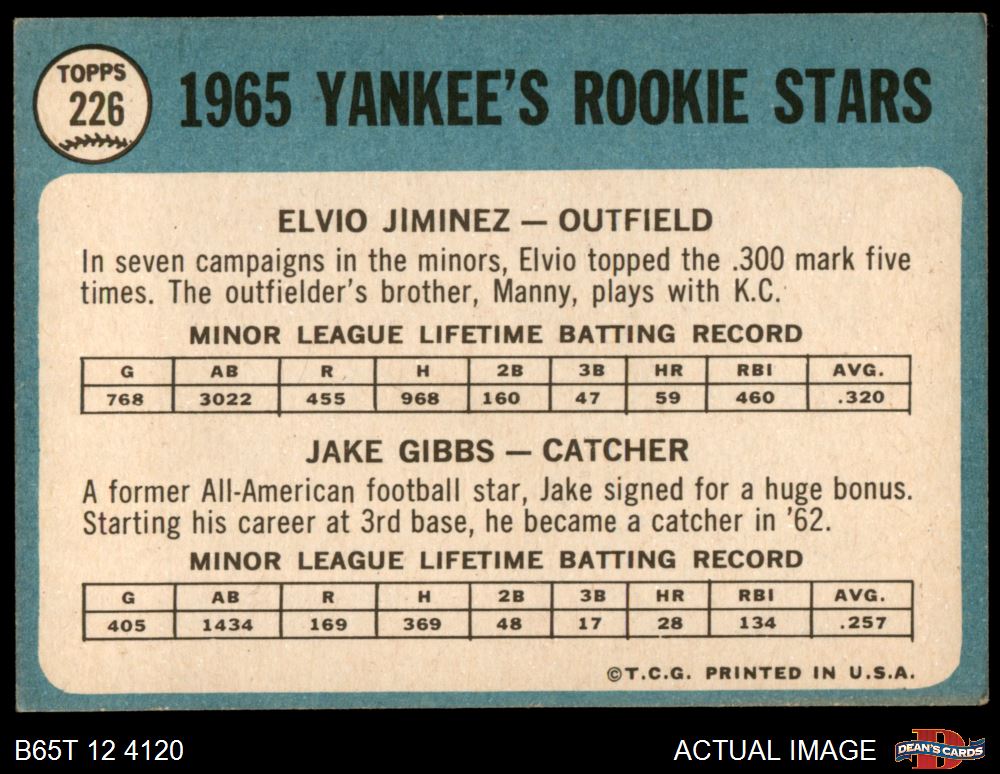 TOPPS
226
1965 YANKEE'S ROOKIE STARS
ELVIO JIMINEZ — OUTFIELD
In seven campaigns in the minors, Elvio topped the .300 mark five
times. The outfielder's brother, Manny, plays with K.C.
MINOR LEAGUE LIFETIME BATTING RECORD
G AB R H 2B 3B HR RBI AVG.
768 3022 455 968 160 47 59 460 .320
JAKE GIBBS — CATCHER
A former All-American football star, Jake signed for a huge bonus.
Starting his career at 3rd base, he became a catcher in '62.
MINOR LEAGUE LIFETIME BATTING RECORD
G AB R H 2B 3B HR RBI AVG.
405 1434 169 369 48 17 28 134 .257
©T.C.G. PRINTED IN U.S.A.
B65T 12 4120
ACTUAL IMAGE
D
DEAN'S CARDS